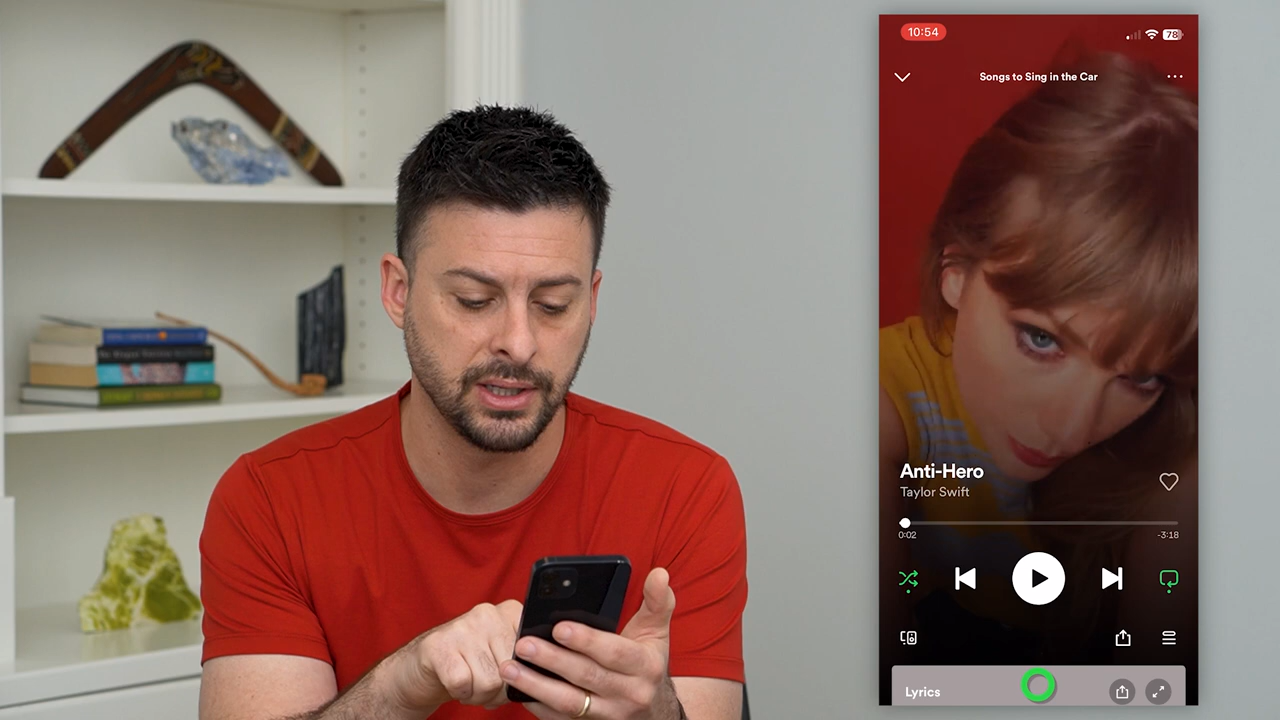 10:54
78
Songs to Sing in the Car
Anti-Hero
Taylor Swift
0:02
-3:18
Lyrics